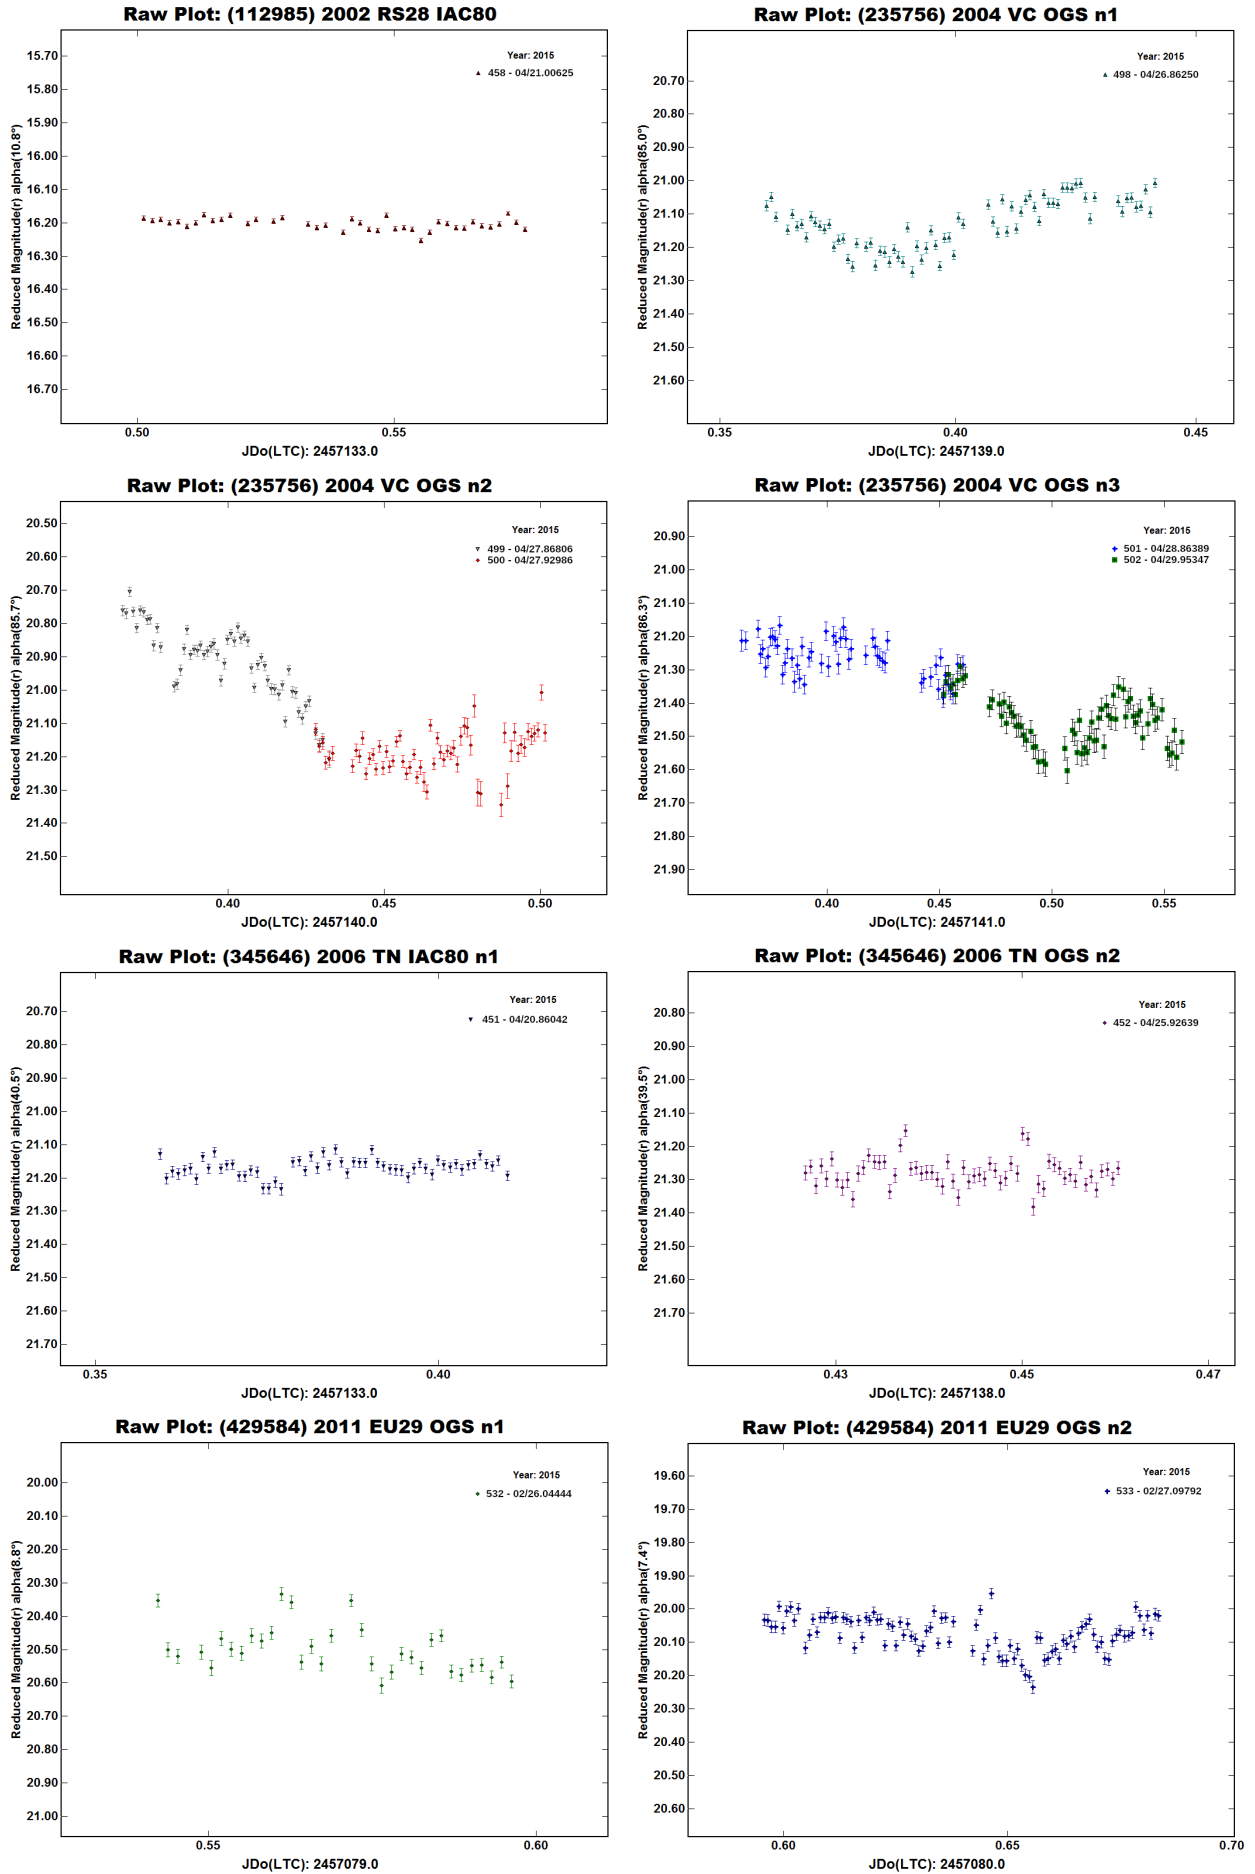 Raw Plot: (112985) 2002 RS28 IAC80
Reduced Magnitude(r) alpha(10.8°)
15.70
15.80
15.90
16.00
16.10
16.20
16.30
16.40
16.50
16.60
16.70
Year: 2015
458 - 04/21.00625
0.50 0.55
JDo(LTC): 2457133.0
Raw Plot: (235756) 2004 VC OGS n1
Reduced Magnitude(r) alpha(85.0°)
20.70
20.80
20.90
21.00
21.10
21.20
21.30
21.40
21.50
21.60
Year: 2015
498 - 04/26.86250
0.35 0.40 0.45
JDo(LTC): 2457139.0
Raw Plot: (235756) 2004 VC OGS n2
Reduced Magnitude(r) alpha(85.7°)
20.50
20.60
20.70
20.80
20.90
21.00
21.10
21.20
21.30
21.40
21.50
Year: 2015
499 - 04/27.86806
500 - 04/27.92986
0.40 0.45 0.50
JDo(LTC): 2457140.0
Raw Plot: (235756) 2004 VC OGS n3
Reduced Magnitude(r) alpha(86.3°)
20.90
21.00
21.10
21.20
21.30
21.40
21.50
21.60
21.70
21.80
21.90
Year: 2015
501 - 04/28.86389
502 - 04/29.95347
0.40 0.45 0.50 0.55
JDo(LTC): 2457141.0
Raw Plot: (345646) 2006 TN IAC80 n1
Reduced Magnitude(r) alpha(40.5°)
20.70
20.80
20.90
21.00
21.10
21.20
21.30
21.40
21.50
21.60
21.70
Year: 2015
451 - 04/20.86042
0.35 0.40
JDo(LTC): 2457133.0
Raw Plot: (345646) 2006 TN OGS n2
Reduced Magnitude(r) alpha(39.5°)
20.80
20.90
21.00
21.10
21.20
21.30
21.40
21.50
21.60
21.70
Year: 2015
452 - 04/25.92639
0.43 0.45 0.47
JDo(LTC): 2457138.0
Raw Plot: (429584) 2011 EU29 OGS n1
Reduced Magnitude(r) alpha(8.8°)
20.00
20.10
20.20
20.30
20.40
20.50
20.60
20.70
20.80
20.90
21.00
Year: 2015
532 - 02/26.04444
0.55 0.60
JDo(LTC): 2457079.0
Raw Plot: (429584) 2011 EU29 OGS n2
Reduced Magnitude(r) alpha(7.4°)
19.60
19.70
19.80
19.90
20.00
20.10
20.20
20.30
20.40
20.50
20.60
Year: 2015
533 - 02/27.09792
0.60 0.65 0.70
JDo(LTC): 2457080.0